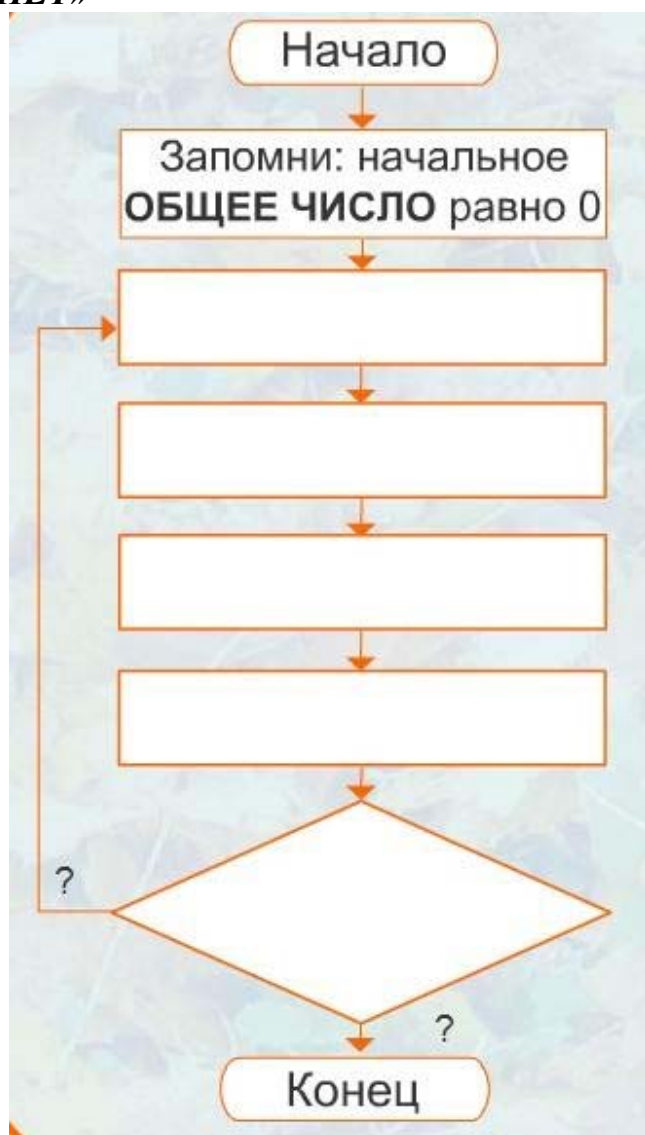 Начало
Запомни: начальное
ОБЩЕЕ ЧИСЛО равно 0
?
?
Конец